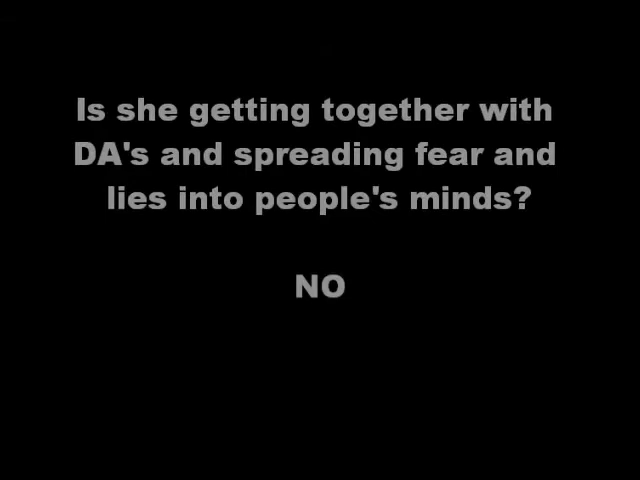 Is she getting together with
DA's and spreading fear and
lies into people's minds?
NO